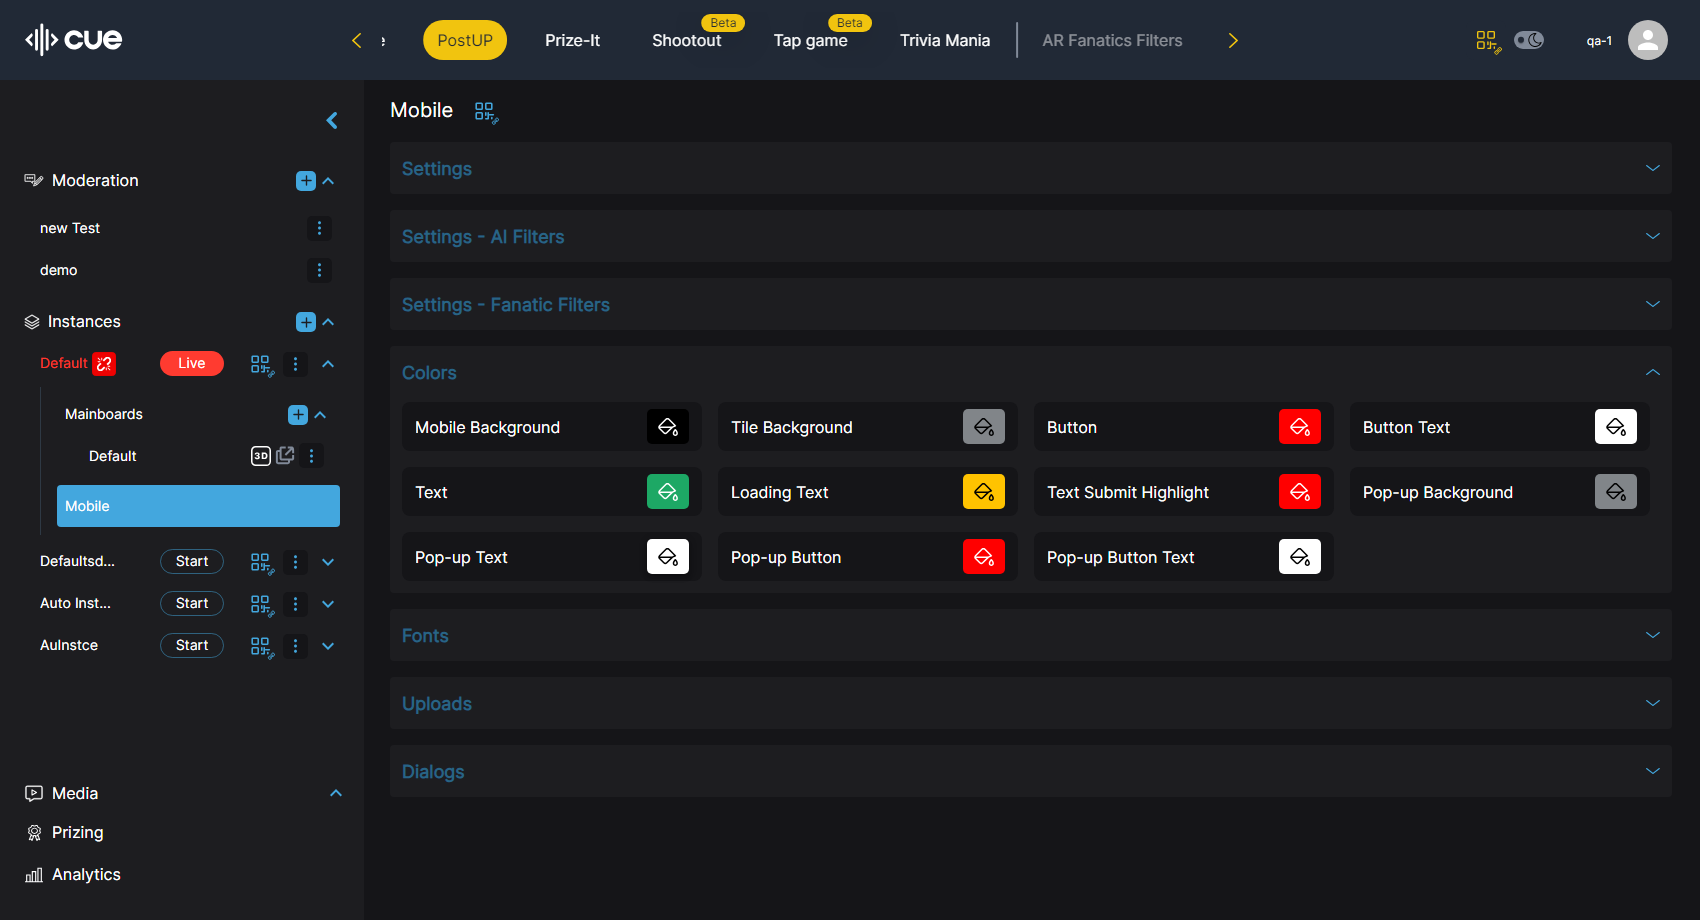 cue
PostUP
Prize-It
Shootout
Beta
Tap game
Beta
Trivia Mania
AR Fanatics Filters
qa-1
Moderation
new Test
demo
Instances
Default
Live
Mainboards
Default
3D
Mobile
Defaultsd...
Start
Auto Inst...
Start
AuInstce
Start
Media
Prizing
Analytics
Mobile
Settings
Settings - AI Filters
Settings - Fanatic Filters
Colors
Mobile Background
Tile Background
Button
Button Text
Text
Loading Text
Text Submit Highlight
Pop-up Background
Pop-up Text
Pop-up Button
Pop-up Button Text
Fonts
Uploads
Dialogs